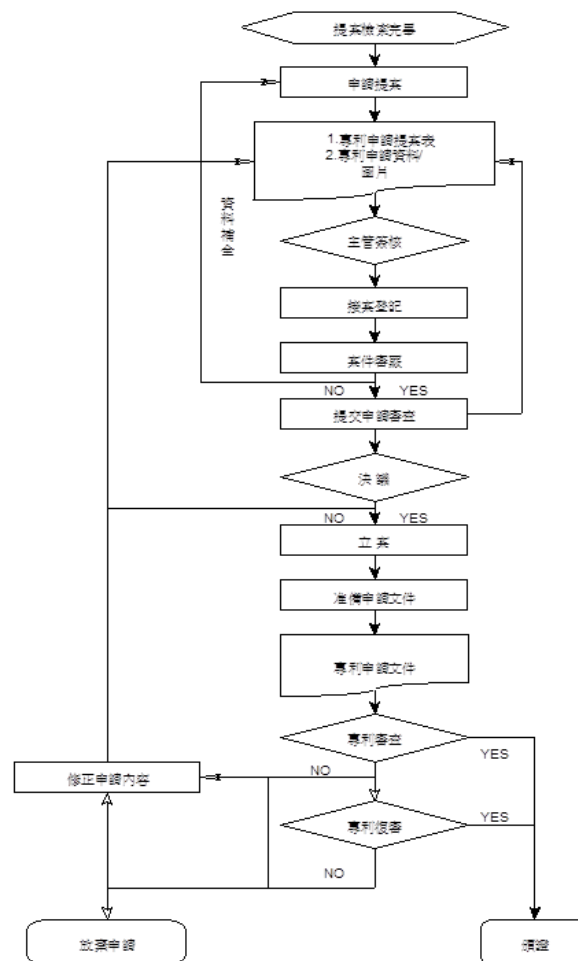 提案檢索完畢
申請提案
1.專利申請提案表
2.專利申請資料/
圖片
資料補全
主管簽核
接案登記
案件審驗
NO
YES
提交申請審查
決議
NO
YES
立案
准備申請文件
專利申請文件
專利審查
YES
NO
修正申請內容
專利復審
YES
NO
放棄申請
頒證